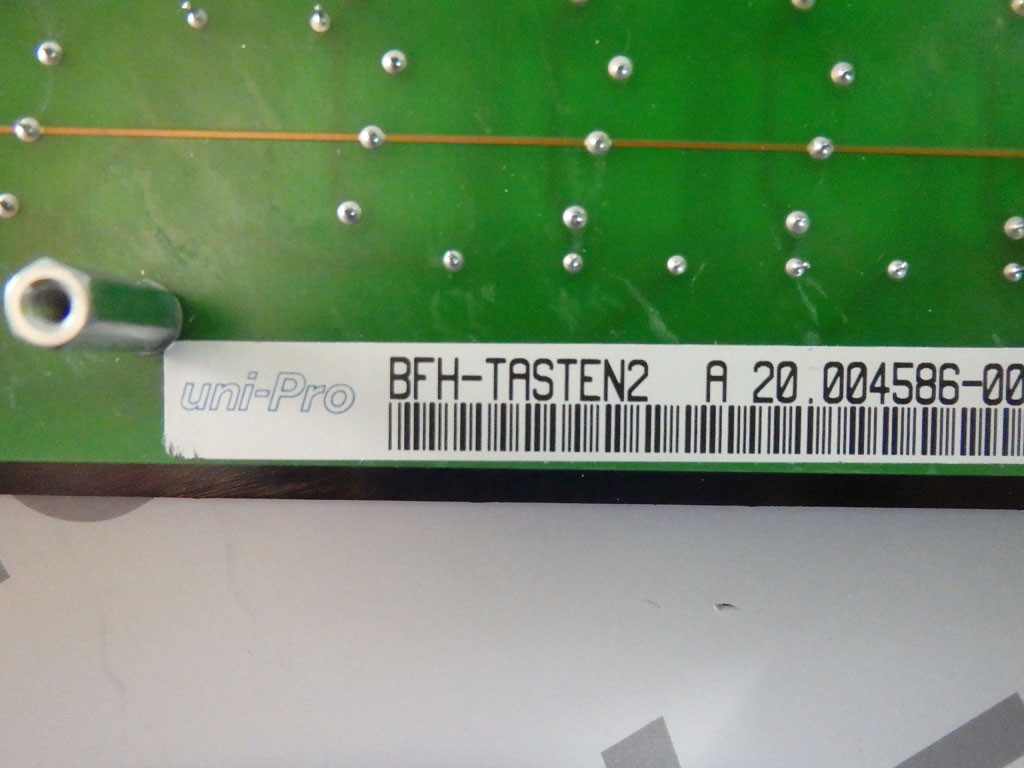 uni-Pro
BFH-TASTEN2 A 20.004586-00